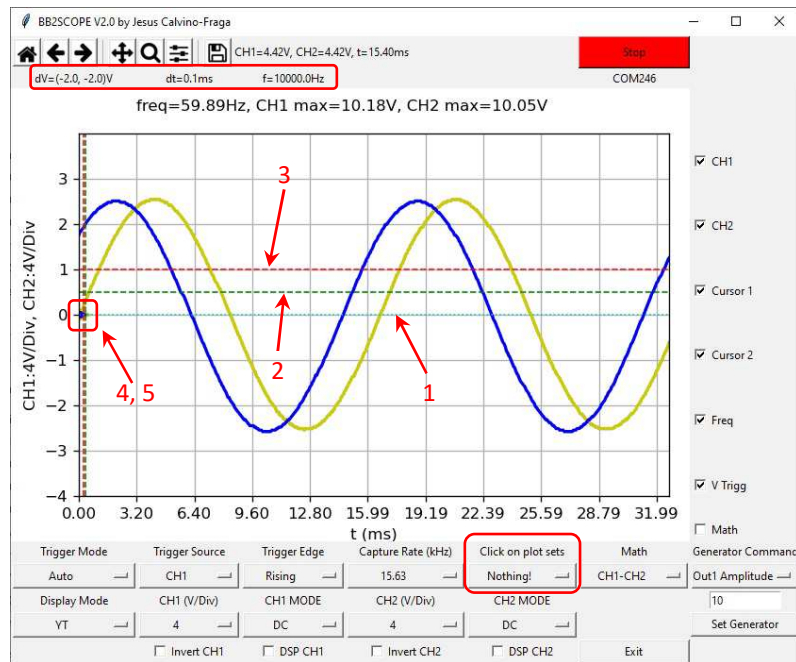 BB2SCOPE V2.0 by Jesus Calvino-Fraga
CH1=4.42V, CH2=4.42V, t=15.40ms
Stop
dV=(-2.0, -2.0)V dt=0.1ms f=10000.0Hz
COM246
freq=59.89Hz, CH1 max=10.18V, CH2 max=10.05V
CH1:4V/Div, CH2:4V/Div
3
2
1
0
−1
−2
−3
−4
3
2
4, 5
1
0.00 3.20 6.40 9.60 12.80 15.99 19.19 22.39 25.59 28.79 31.99
t (ms)
CH1
CH2
Cursor 1
Cursor 2
Freq
V Trigg
Math
Trigger Mode Trigger Source Trigger Edge Capture Rate (kHz) Click on plot sets Math Generator Command
Auto CH1 Rising 15.63 Nothing! CH1-CH2 Out1 Amplitude
Display Mode CH1 (V/Div) CH1 MODE CH2 (V/Div) CH2 MODE 10
YT 4 DC 4 DC Set Generator
Invert CH1 DSP CH1 Invert CH2 DSP CH2 Exit